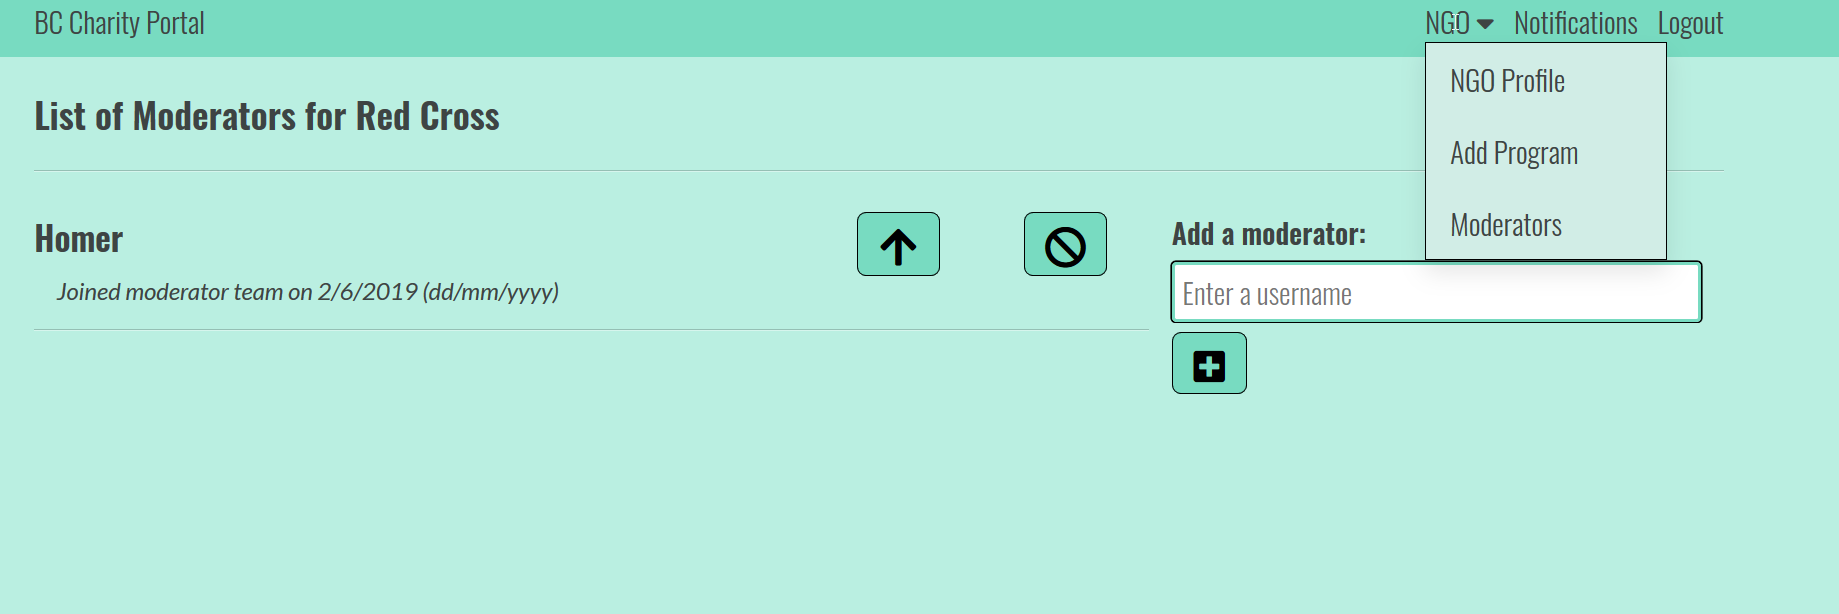 BC Charity Portal
NGO Notifications Logout
NGO Profile
Add Program
Moderators
List of Moderators for Red Cross
Homer
Joined moderator team on 2/6/2019 (dd/mm/yyyy)
Add a moderator:
Enter a username